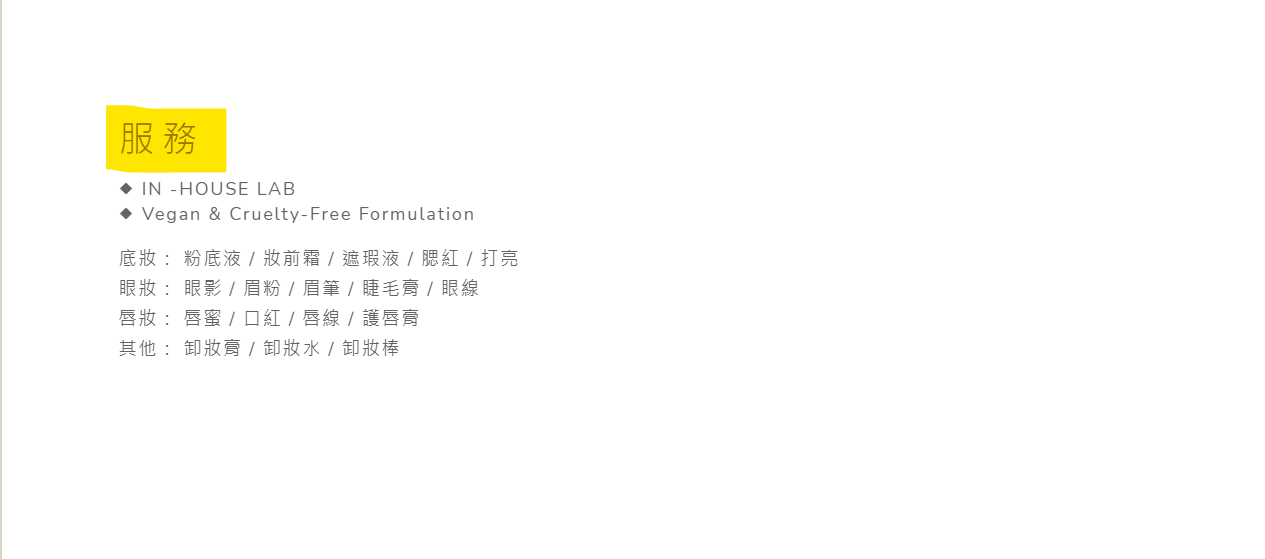 服務
◆ IN -HOUSE LAB
◆ Vegan & Cruelty-Free Formulation
底妝： 粉底液 / 妝前霜 / 遮瑕液 / 腮紅 / 打亮
眼妝： 眼影 / 眉粉 / 眉筆 / 睫毛膏 / 眼線
唇妝： 唇蜜 / 口紅 / 唇線 / 護唇膏
其他： 卸妝膏 / 卸妝水 / 卸妝棒